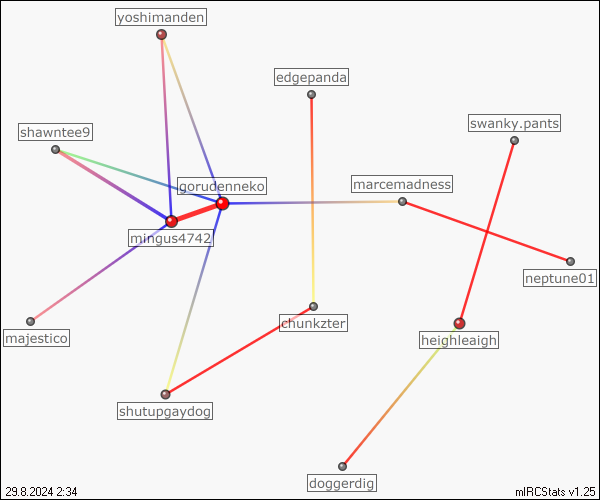 yoshimanden
edgepanda
swanky.pants
shawntee9
gorudenneko
marcemadness
mingus4742
neptune01
chunkzter
majestico
heighleaigh
shutupgaydog
doggerdig
29.8.2024 2:34
mIRCStats v1.25